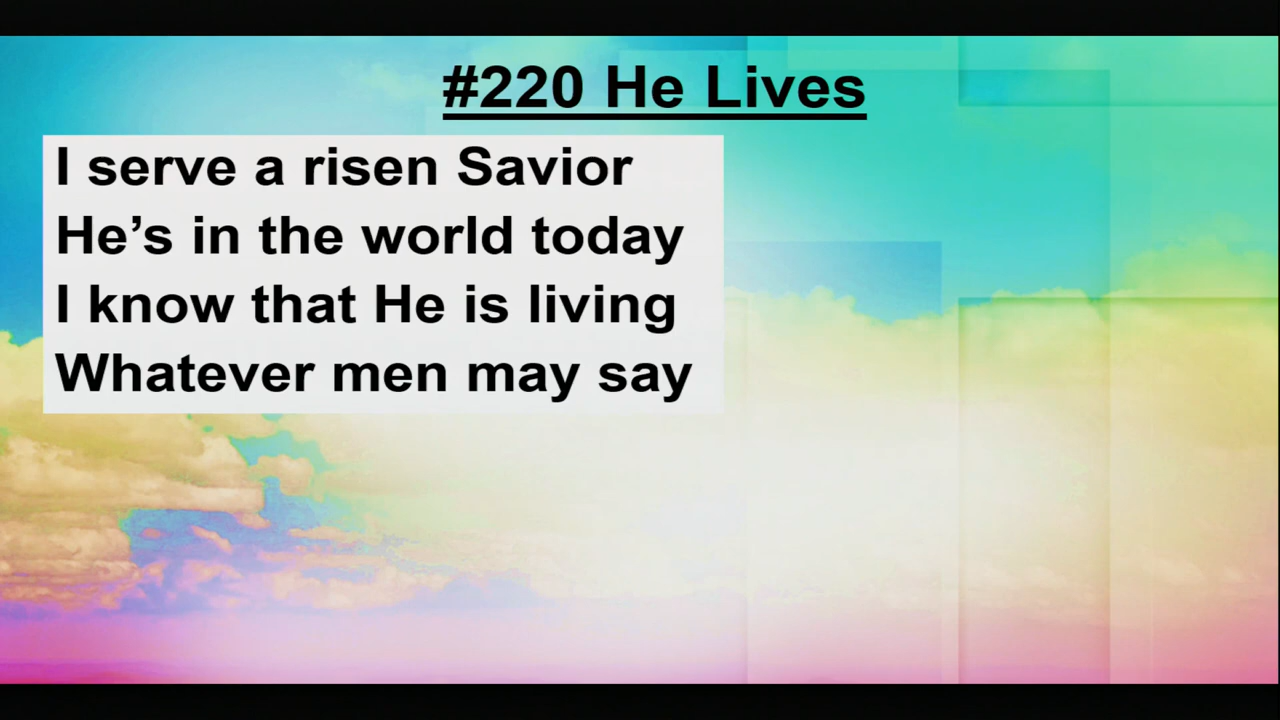 #220 He Lives
I serve a risen Savior
He’s in the world today
I know that He is living
Whatever men may say